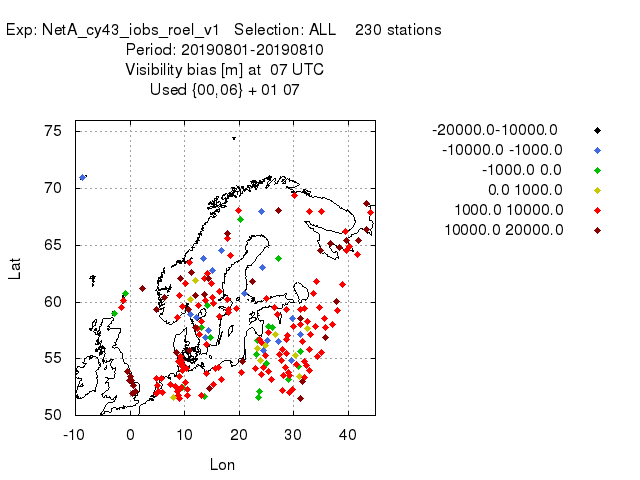 Exp: NetA_cy43_iobs_roel_v1 Selection: ALL 230 stations
Period: 20190801-20190810
Visibility bias [m] at 07 UTC
Used {00,06} + 01 07
-20000.0-10000.0
-10000.0 -1000.0
-1000.0 0.0
0.0 1000.0
1000.0 10000.0
10000.0 20000.0
75
70
65
60
55
50
-10 0 10 20 30 40
Lat
Lon